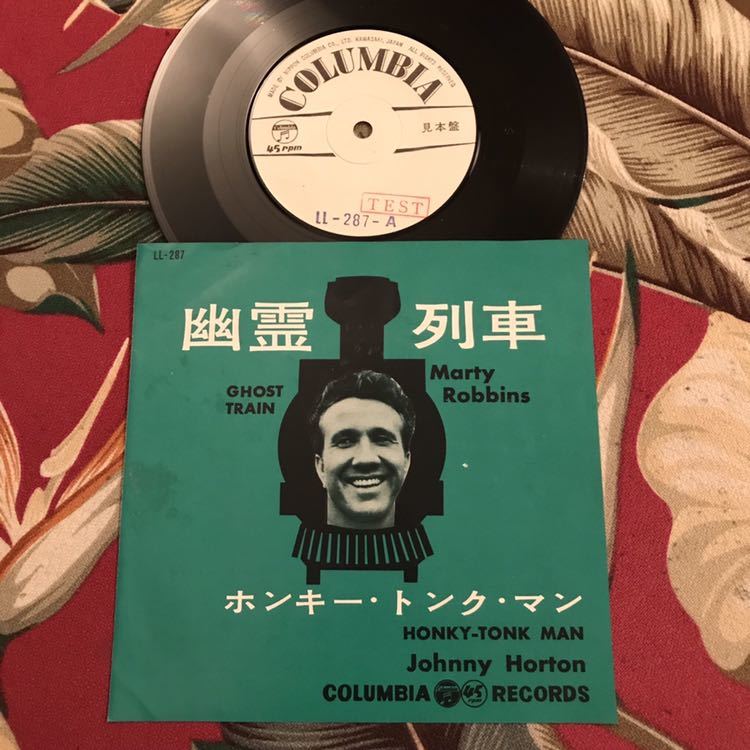 MADE BY NIPPON COLUMBIA CO., LTD. KAWASAKI, JAPAN ALL RIGHTS RESERVED
COLUMBIA
45 rpm
見本盤
TEST
LL-287-A
LL-287
幽霊列車
GHOST
TRAIN
Marty
Robbins
ホンキー・トンク・マン
HONKY-TONK MAN
Johnny Horton
COLUMBIA 45 rpm RECORDS